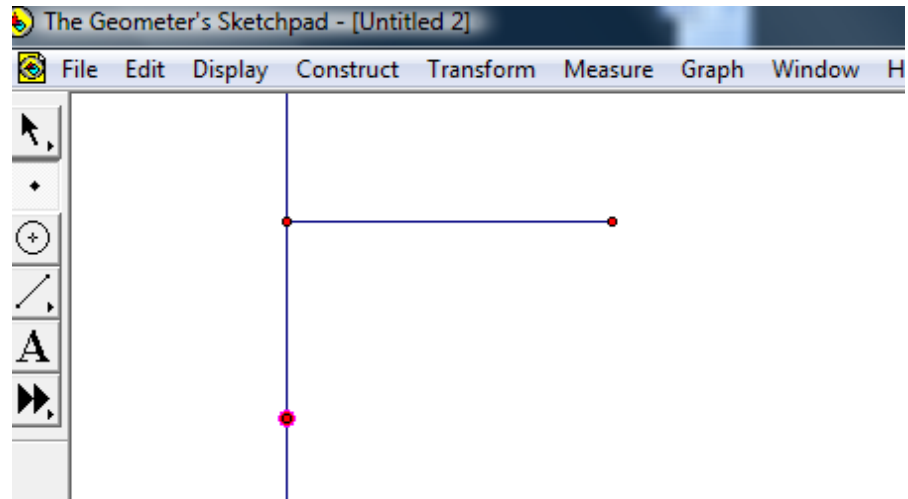 The Geometer's Sketchpad - [Untitled 2]
File Edit Display Construct Transform Measure Graph Window H
A